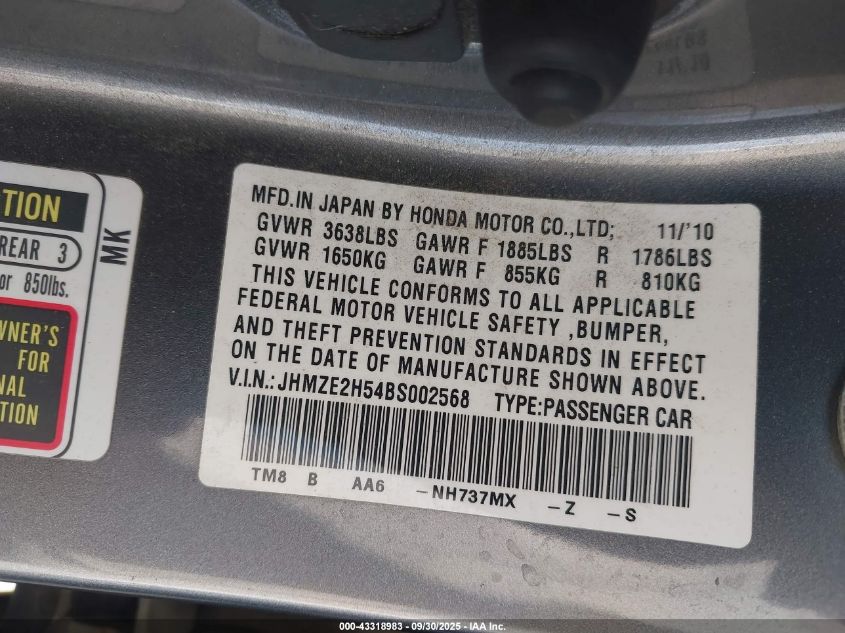 TION
REAR 3
or 850lbs.
WNER'S
FOR
NAL
TION
MK
MFD.IN JAPAN BY HONDA MOTOR CO.,LTD; 11/'10
GVWR 3638LBS GAWR F 1885LBS R 1786LBS
GVWR 1650KG GAWR F 855KG R 810KG
THIS VEHICLE CONFORMS TO ALL APPLICABLE
FEDERAL MOTOR VEHICLE SAFETY ,BUMPER,
AND THEFT PREVENTION STANDARDS IN EFFECT
ON THE DATE OF MANUFACTURE SHOWN ABOVE.
V.I.N.: JHMZE2H54BS002568 TYPE:PASSENGER CAR
TM8 B AA6 -NH737MX -Z -S
000-43318983 - 09/30/2025 - IAA Inc.